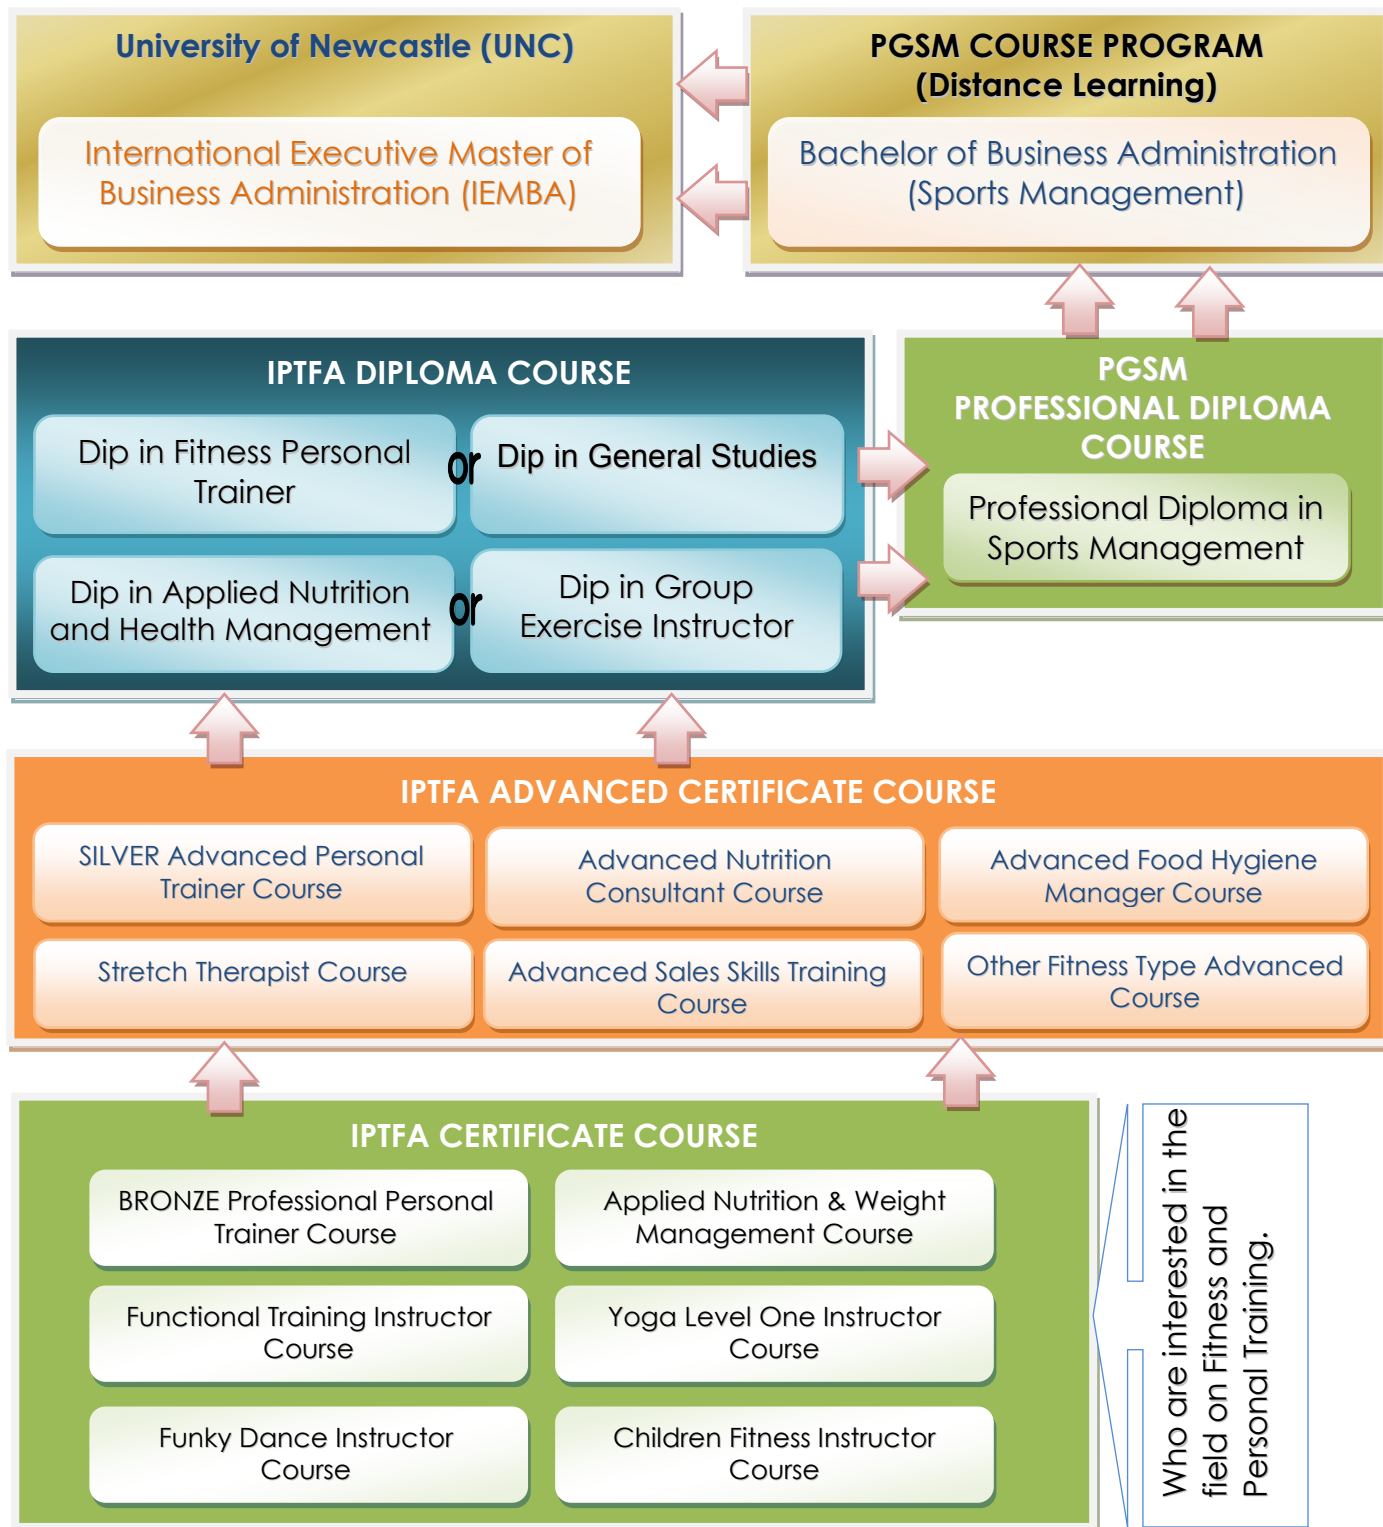 University of Newcastle (UNC)
International Executive Master of
Business Administration (IEMBA)
PGSM COURSE PROGRAM
(Distance Learning)
Bachelor of Business Administration
(Sports Management)
IPTFA DIPLOMA COURSE
Dip in Fitness Personal
Trainer
or
Dip in General Studies
Dip in Applied Nutrition
and Health Management
or
Dip in Group
Exercise Instructor
PGSM
PROFESSIONAL DIPLOMA
COURSE
Professional Diploma in
Sports Management
IPTFA ADVANCED CERTIFICATE COURSE
SILVER Advanced Personal
Trainer Course
Advanced Nutrition
Consultant Course
Advanced Food Hygiene
Manager Course
Stretch Therapist Course
Advanced Sales Skills Training
Course
Other Fitness Type Advanced
Course
IPTFA CERTIFICATE COURSE
BRONZE Professional Personal
Trainer Course
Applied Nutrition & Weight
Management Course
Functional Training Instructor
Course
Yoga Level One Instructor
Course
Funky Dance Instructor
Course
Children Fitness Instructor
Course
Who are interested in the
field on Fitness and
Personal Training.